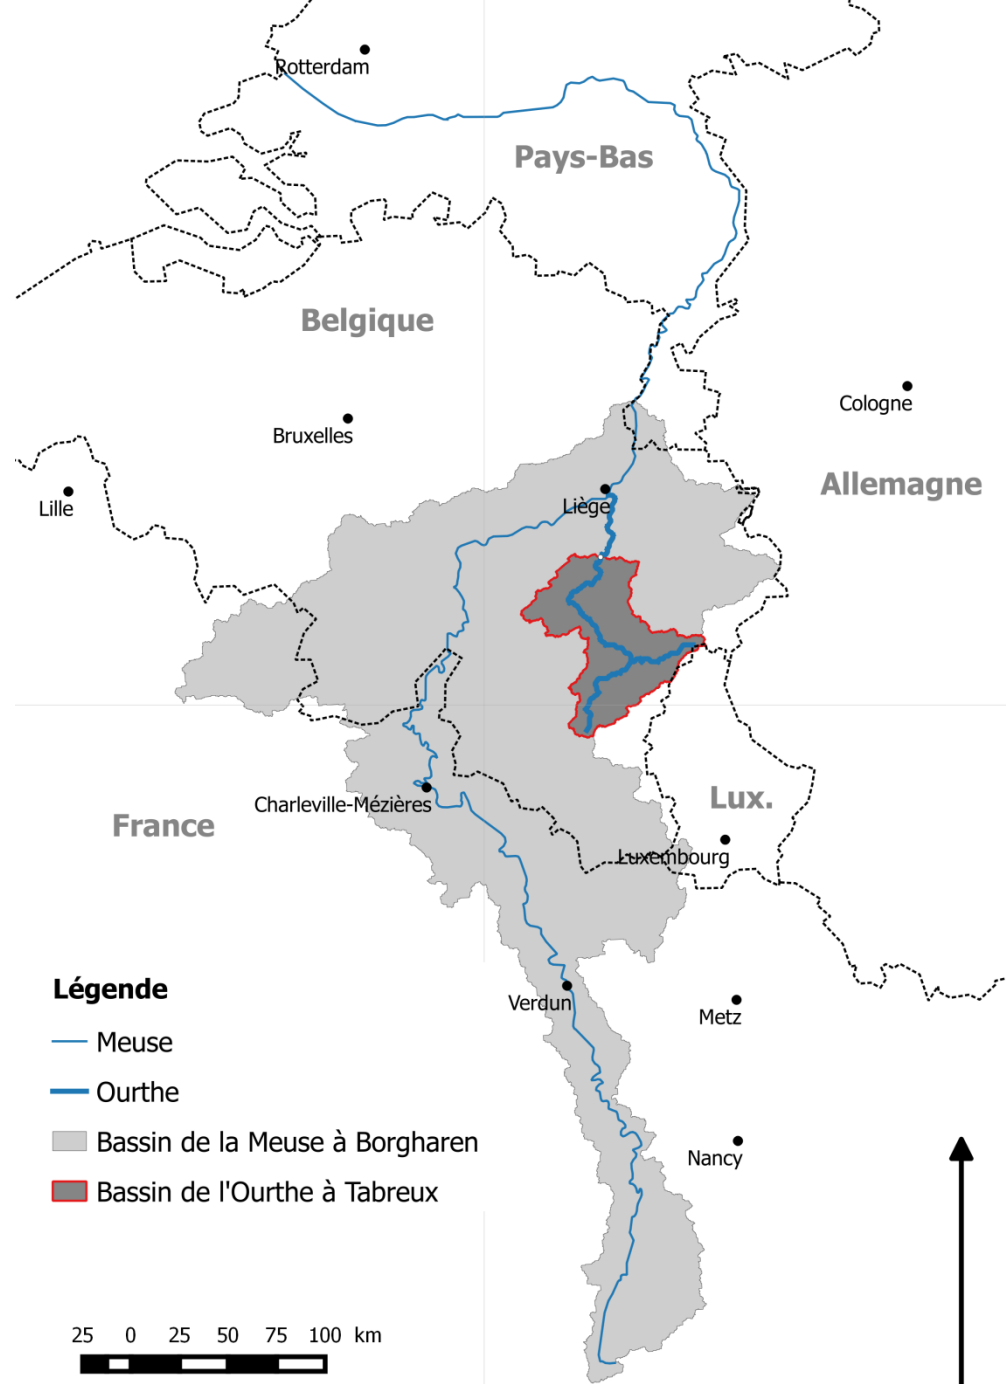 Rotterdam
Pays-Bas
Belgique
Cologne
Bruxelles
Allemagne
Lille
Liège
Charleville-Mézières
Lux.
France
Luxembourg
Légende
Verdun
Metz
Meuse
Ourthe
Bassin de la Meuse à Borgharen
Nancy
Bassin de l'Ourthe à Tabreux
25 0 25 50 75 100 km